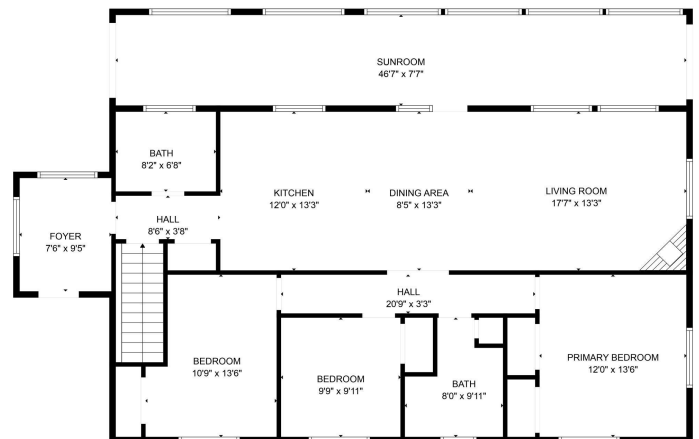 SUNROOM
46'7" x 7'7"
BATH
8'2" x 6'8"
KITCHEN
12'0" x 13'3"
DINING AREA
8'5" x 13'3"
LIVING ROOM
17'7" x 13'3"
HALL
8'6" x 3'8"
FOYER
7'6" x 9'5"
HALL
20'9" x 3'3"
BEDROOM
10'9" x 13'6"
BEDROOM
9'9" x 9'11"
BATH
8'0" x 9'11"
PRIMARY BEDROOM
12'0" x 13'6"